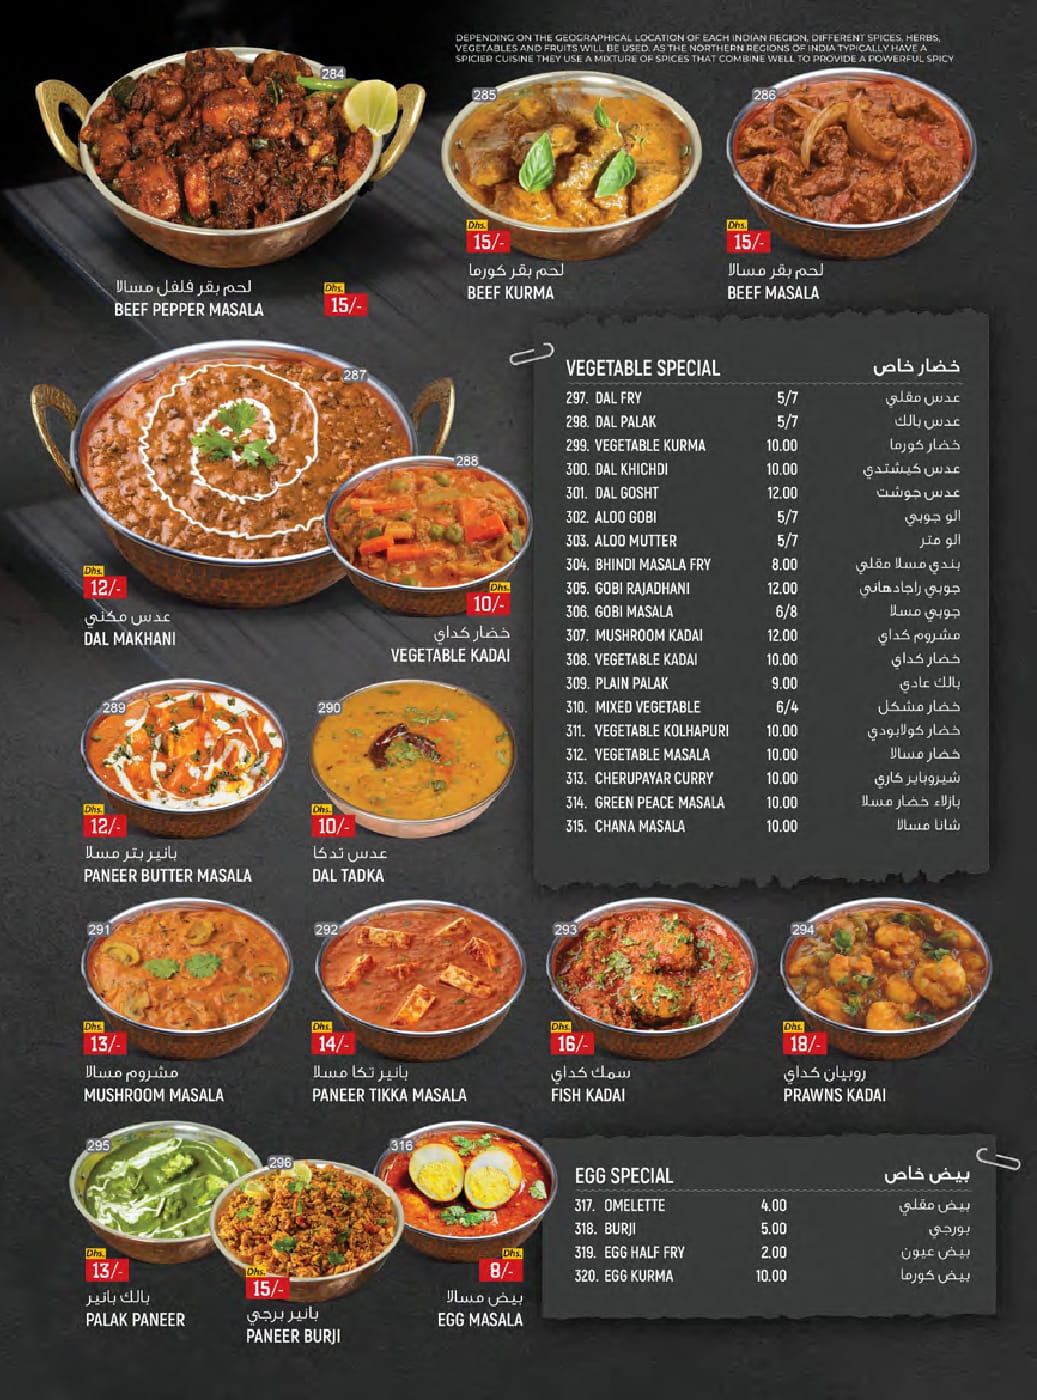 DEPENDING ON THE GEOGRAPHICAL LOCATION OF EACH INDIAN REGION, DIFFERENT SPICES, HERBS,
VEGETABLES AND FRUITS WILL BE USED. AS THE NORTHERN REGIONS OF INDIA TYPICALLY HAVE A
SPICIER CUISINE THEY USE A MIXTURE OF SPICES THAT COMBINE WELL TO PROVIDE A POWERFUL SPICY
284
لحم بقر فلفل مسالا
BEEF PEPPER MASALA
Dhs.
15/-
285
Dhs.
15/-
لحم بقر كورما
BEEF KURMA
286
Dhs.
15/-
لحم بقر مسالا
BEEF MASALA
287
Dhs.
12/-
عدس مكني
DAL MAKHANI
288
Dhs.
10/-
خضار كداي
VEGETABLE KADAI
VEGETABLE SPECIAL خضار خاص
297. DAL FRY 5/7 عدس مقلي
298. DAL PALAK 5/7 عدس بالك
299. VEGETABLE KURMA 10.00 خضار كورما
300. DAL KHICHDI 10.00 عدس كيشتدي
301. DAL GOSHT 12.00 عدس جوشت
302. ALOO GOBI 5/7 الو جوبي
303. ALOO MUTTER 5/7 الو متر
304. BHINDI MASALA FRY 8.00 بندي مسلا مقلي
305. GOBI RAJADHANI 12.00 جوبي راجادهاني
306. GOBI MASALA 6/8 جوبي مسلا
307. MUSHROOM KADAI 12.00 مشروم كداي
308. VEGETABLE KADAI 10.00 خضار كداي
309. PLAIN PALAK 9.00 بالك عادي
310. MIXED VEGETABLE 6/4 خضار مشكل
311. VEGETABLE KOLHAPURI 10.00 خضار كولابودي
312. VEGETABLE MASALA 10.00 خضار مسالا
313. CHERUPAYAR CURRY 10.00 شيروباير كاري
314. GREEN PEACE MASALA 10.00 بازلاء خضار مسلا
315. CHANA MASALA 10.00 شانا مسالا
289
Dhs.
12/-
بانير بتر مسلا
PANEER BUTTER MASALA
290
Dhs.
10/-
عدس تدكا
DAL TADKA
291
Dhs.
13/-
مشروم مسالا
MUSHROOM MASALA
292
Dhs.
14/-
بانير تكا مسلا
PANEER TIKKA MASALA
293
Dhs.
16/-
سمك كداي
FISH KADAI
294
Dhs.
18/-
روبيان كداي
PRAWNS KADAI
295
Dhs.
13/-
بالك بانير
PALAK PANEER
296
Dhs.
15/-
بانير برجي
PANEER BURJI
316
Dhs.
8/-
بيض مسالا
EGG MASALA
EGG SPECIAL بيض خاص
317. OMELETTE 4.00 بيض مقلي
318. BURJI 5.00 بورجي
319. EGG HALF FRY 2.00 بيض عيون
320. EGG KURMA 10.00 بيض كورما